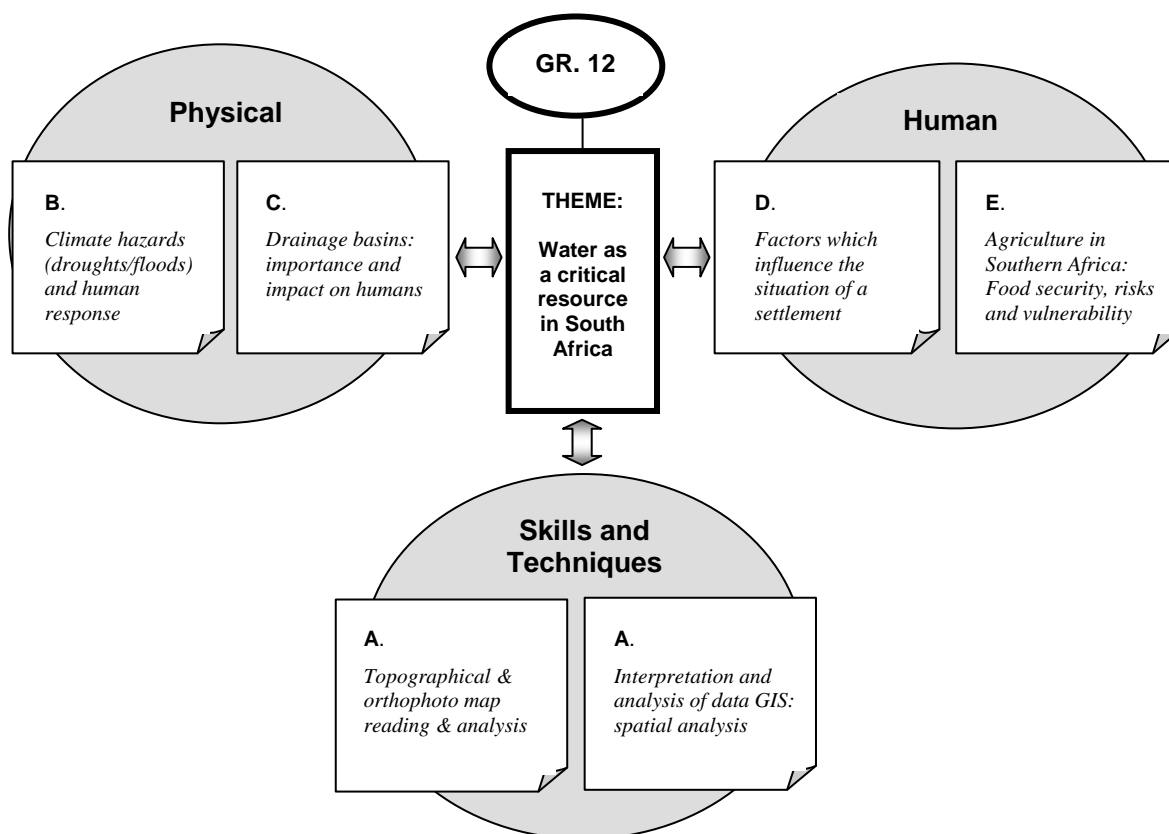 GR. 12
Physical
B.
Climate hazards
(droughts/floods)
and human
response
C.
Drainage basins:
importance and
impact on humans
THEME:
Water as
a critical
resource
in South
Africa
Human
D.
Factors which
influence the
situation of a
settlement
E.
Agriculture in
Southern Africa:
Food security, risks
and vulnerability
Skills and
Techniques
A.
Topographical &
orthophoto map
reading & analysis
A.
Interpretation and
analysis of data GIS:
spatial analysis